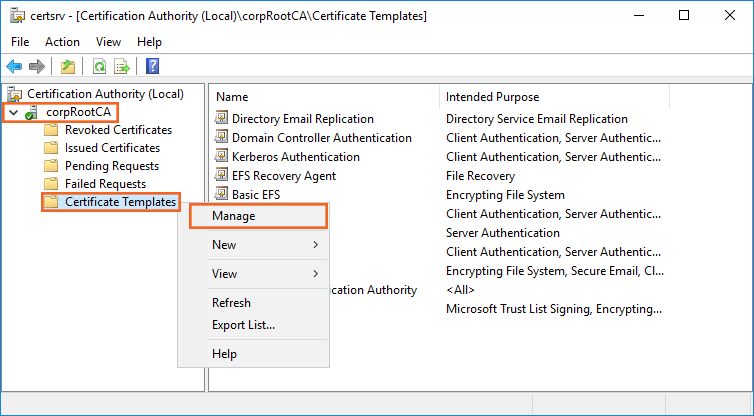 certsrv - [Certification Authority (Local)\corpRootCA\Certificate Templates]
File Action View Help
Certification Authority (Local)
corpRootCA
Revoked Certificates
Issued Certificates
Pending Requests
Failed Requests
Certificate Templates
Name Intended Purpose
Directory Email Replication Directory Service Email Replication
Domain Controller Authentication Client Authentication, Server Authentic...
Kerberos Authentication Client Authentication, Server Authentic...
EFS Recovery Agent File Recovery
Basic EFS Encrypting File System
Client Authentication, Server Authentic...
Server Authentication
Client Authentication, Server Authentic...
Encrypting File System, Secure Email, Cl...
Authority <All>
Microsoft Trust List Signing, Encrypting...
Manage
New
View
Refresh
Export List...
Help